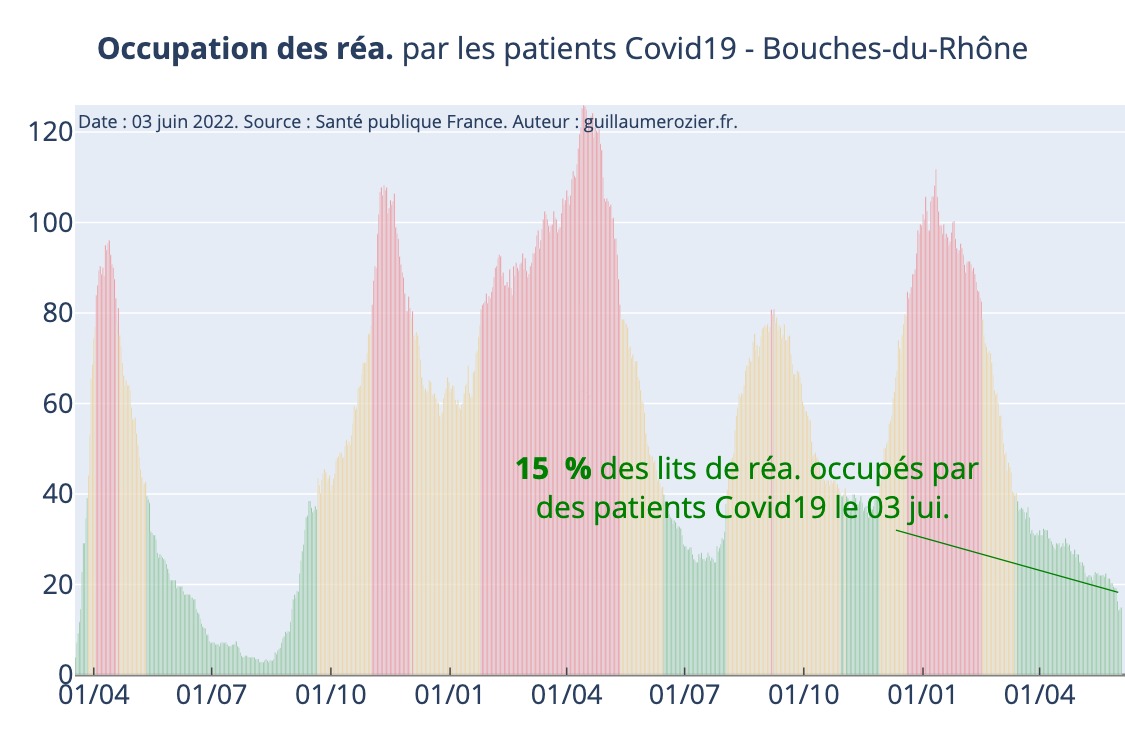 Occupation des réa. par les patients Covid19 - Bouches-du-Rhône
Date : 03 juin 2022. Source : Santé publique France. Auteur : guillaumerozier.fr.
120
100
80
60
40
20
0
15 % des lits de réa. occupés par
des patients Covid19 le 03 jui.
01/04 01/07 01/10 01/01 01/04 01/07 01/10 01/01 01/04